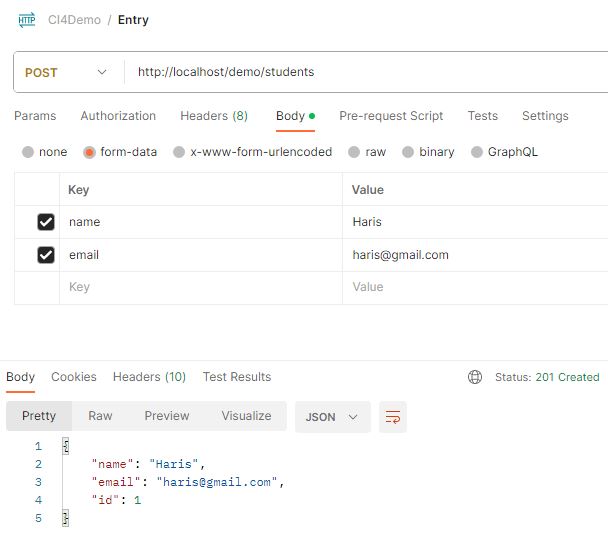 HTTP CI4Demo / Entry
POST http://localhost/demo/students
Params Authorization Headers (8) Body Pre-request Script Tests Settings
none form-data x-www-form-urlencoded raw binary GraphQL
Key Value
name Haris
email haris@gmail.com
Key Value
Body Cookies Headers (10) Test Results Status: 201 Created
Pretty Raw Preview Visualize JSON
1 {
2 "name": "Haris",
3 "email": "haris@gmail.com",
4 "id": 1
5 }